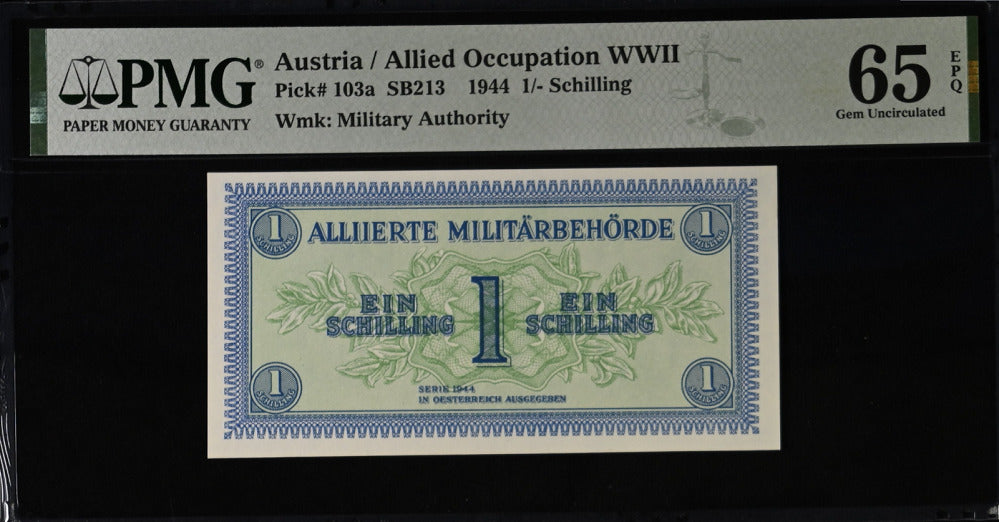 PMG®
PAPER MONEY GUARANTY
Austria / Allied Occupation WWII
Pick# 103a SB213 1944 1/- Schilling
Wmk: Military Authority
65 EPQ
Gem Uncirculated
1 SCHILLING
ALLIIERTE MILITÄRBEHÖRDE
1 SCHILLING
EIN SCHILLING
1
EIN SCHILLING
1 SCHILLING
SERIE 1944
IN OESTERREICH AUSGEGEBEN
1 SCHILLING